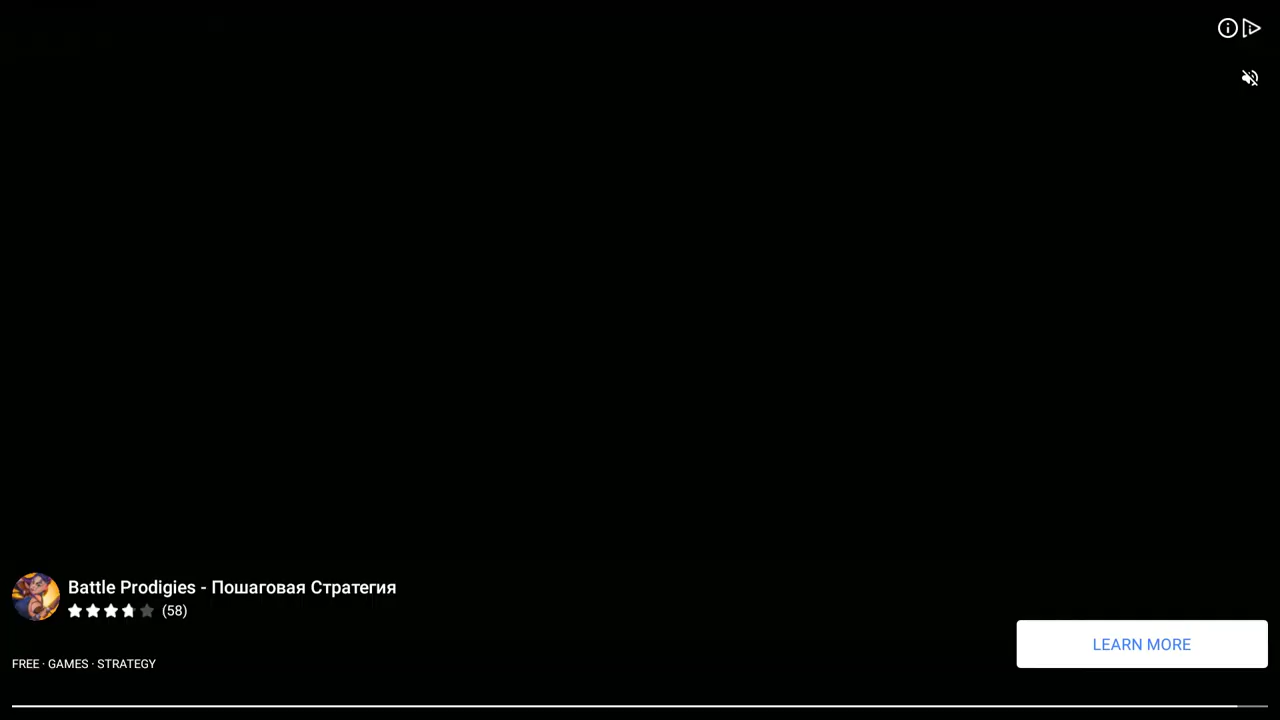 Battle Prodigies - Пошаговая Стратегия
(58)
FREE · GAMES · STRATEGY
LEARN MORE